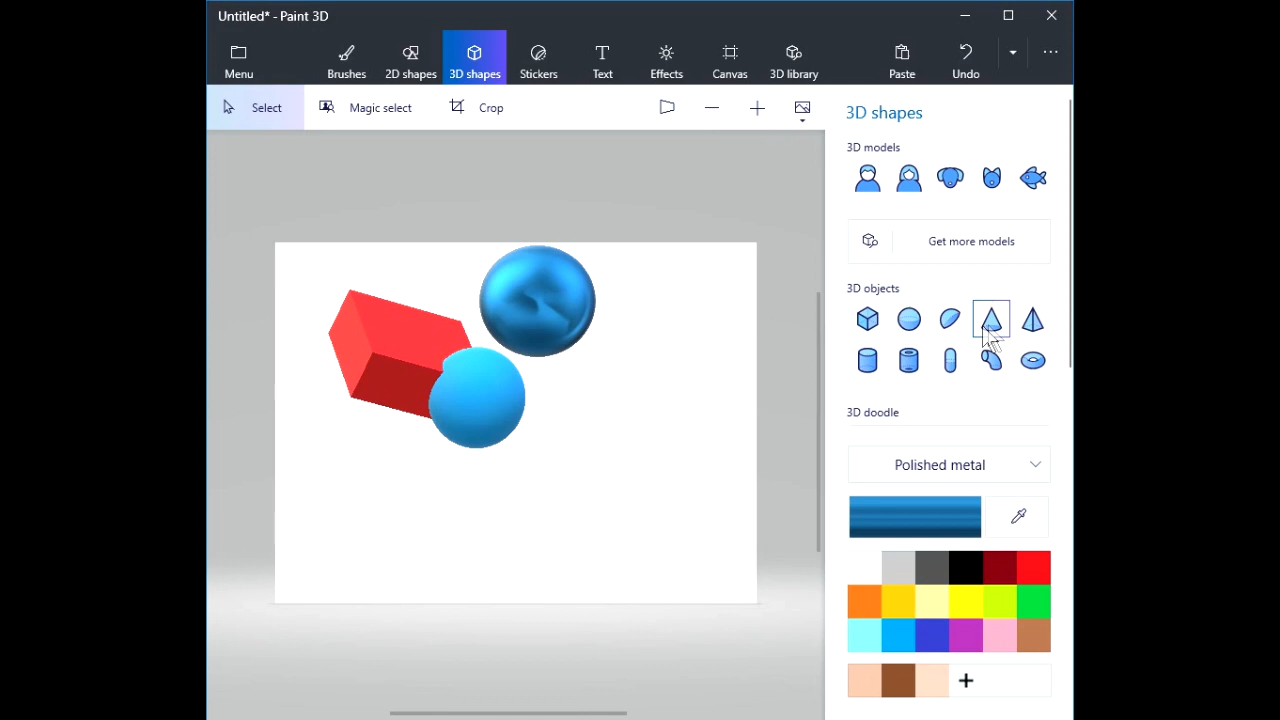 Untitled* - Paint 3D
Menu Brushes 2D shapes 3D shapes Stickers Text Effects Canvas 3D library Paste Undo
Select Magic select Crop
3D shapes
3D models
Get more models
3D objects
3D doodle
Polished metal